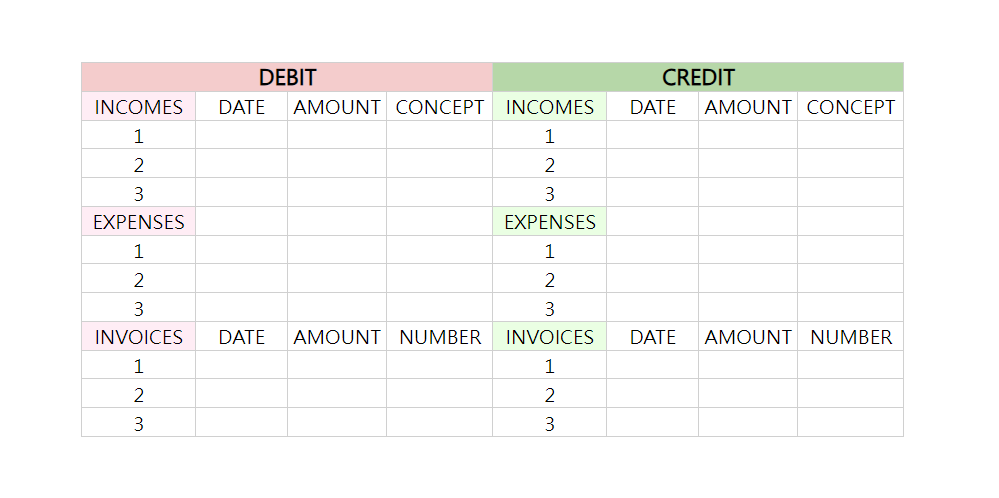 DEBIT CREDIT
INCOMES DATE AMOUNT CONCEPT INCOMES DATE AMOUNT CONCEPT
1 1
2 2
3 3
EXPENSES EXPENSES
1 1
2 2
3 3
INVOICES DATE AMOUNT NUMBER INVOICES DATE AMOUNT NUMBER
1 1
2 2
3 3